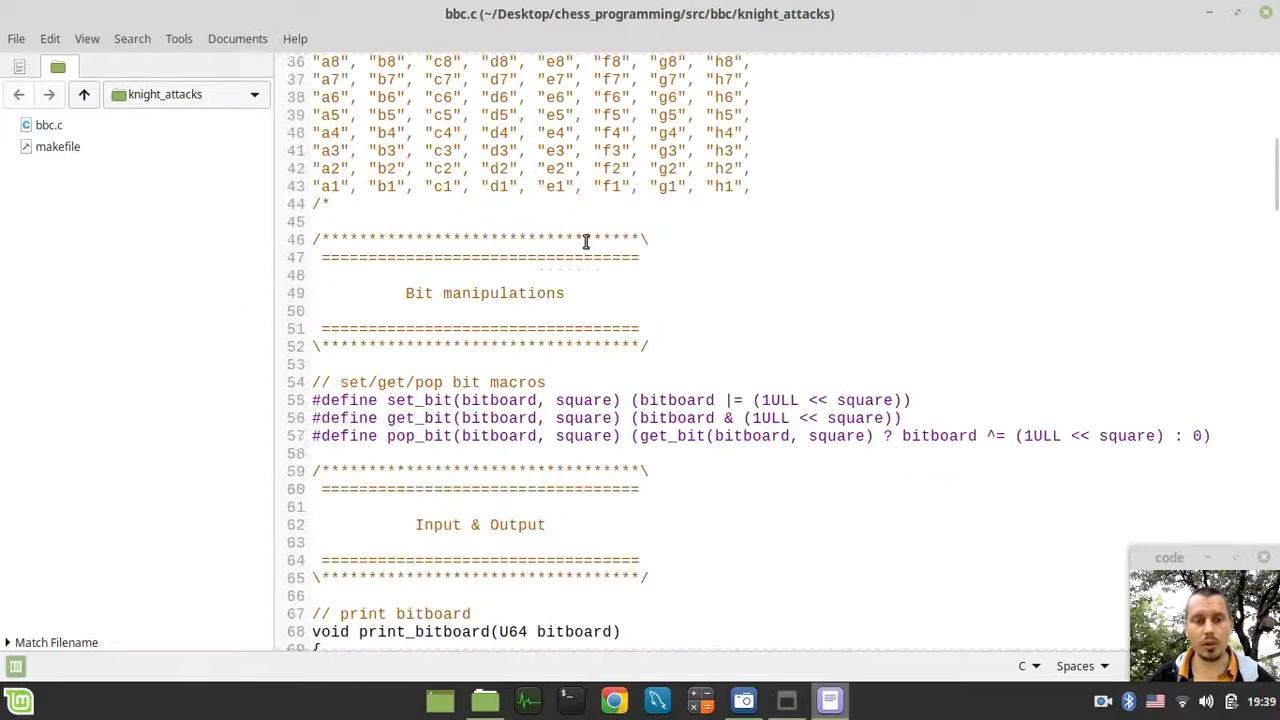 bbc.c (~/Desktop/chess_programming/src/bbc/knight_attacks)
File Edit View Search Tools Documents Help
knight_attacks
bbc.c
makefile
36 "a8", "b8", "c8", "d8", "e8", "f8", "g8", "h8",
37 "a7", "b7", "c7", "d7", "e7", "f7", "g7", "h7",
38 "a6", "b6", "c6", "d6", "e6", "f6", "g6", "h6",
39 "a5", "b5", "c5", "d5", "e5", "f5", "g5", "h5",
40 "a4", "b4", "c4", "d4", "e4", "f4", "g4", "h4",
41 "a3", "b3", "c3", "d3", "e3", "f3", "g3", "h3",
42 "a2", "b2", "c2", "d2", "e2", "f2", "g2", "h2",
43 "a1", "b1", "c1", "d1", "e1", "f1", "g1", "h1",
44 /*
45
46 /**********************************\
47 ==================================
48
49 Bit manipulations
50
51 ==================================
52 \**********************************/
53
54 // set/get/pop bit macros
55 #define set_bit(bitboard, square) (bitboard |= (1ULL << square))
56 #define get_bit(bitboard, square) (bitboard & (1ULL << square))
57 #define pop_bit(bitboard, square) (get_bit(bitboard, square) ? bitboard ^= (1ULL << square) : 0)
58
59 /**********************************\
60 ==================================
61
62 Input & Output
63
64 ==================================
65 \**********************************/
66
67 // print bitboard
68 void print_bitboard(U64 bitboard)
69 {
code
Match Filename
C Spaces
19:39